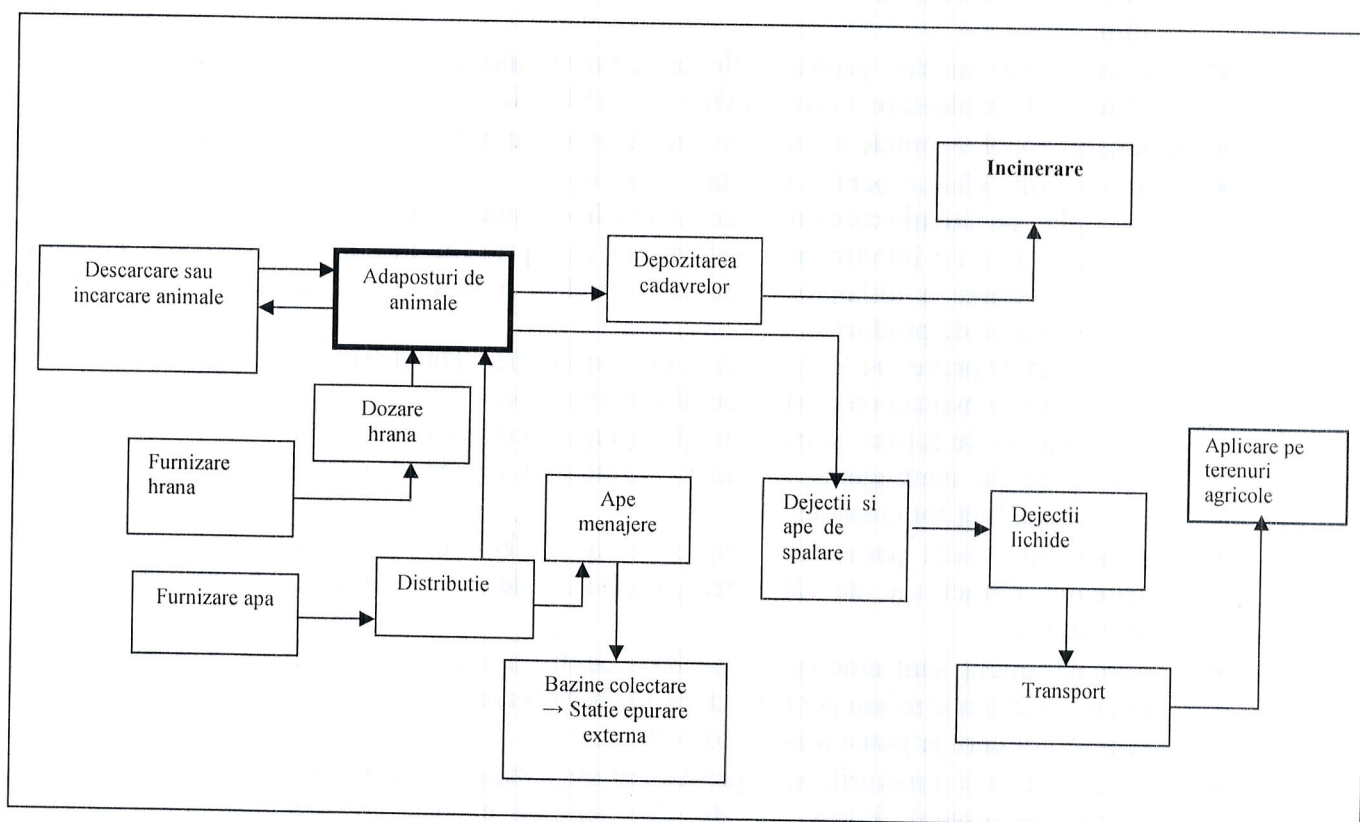 Incinerare
Descarcare sau
incarcare animale
Adaposturi de
animale
Depozitarea
cadavrelor
Dozare
hrana
Furnizare
hrana
Aplicare pe
terenuri
agricole
Ape
menajere
Dejectii si
ape de
spalare
Dejectii
lichide
Furnizare apa
Distributie
Bazine colectare
→ Statie epurare
externa
Transport